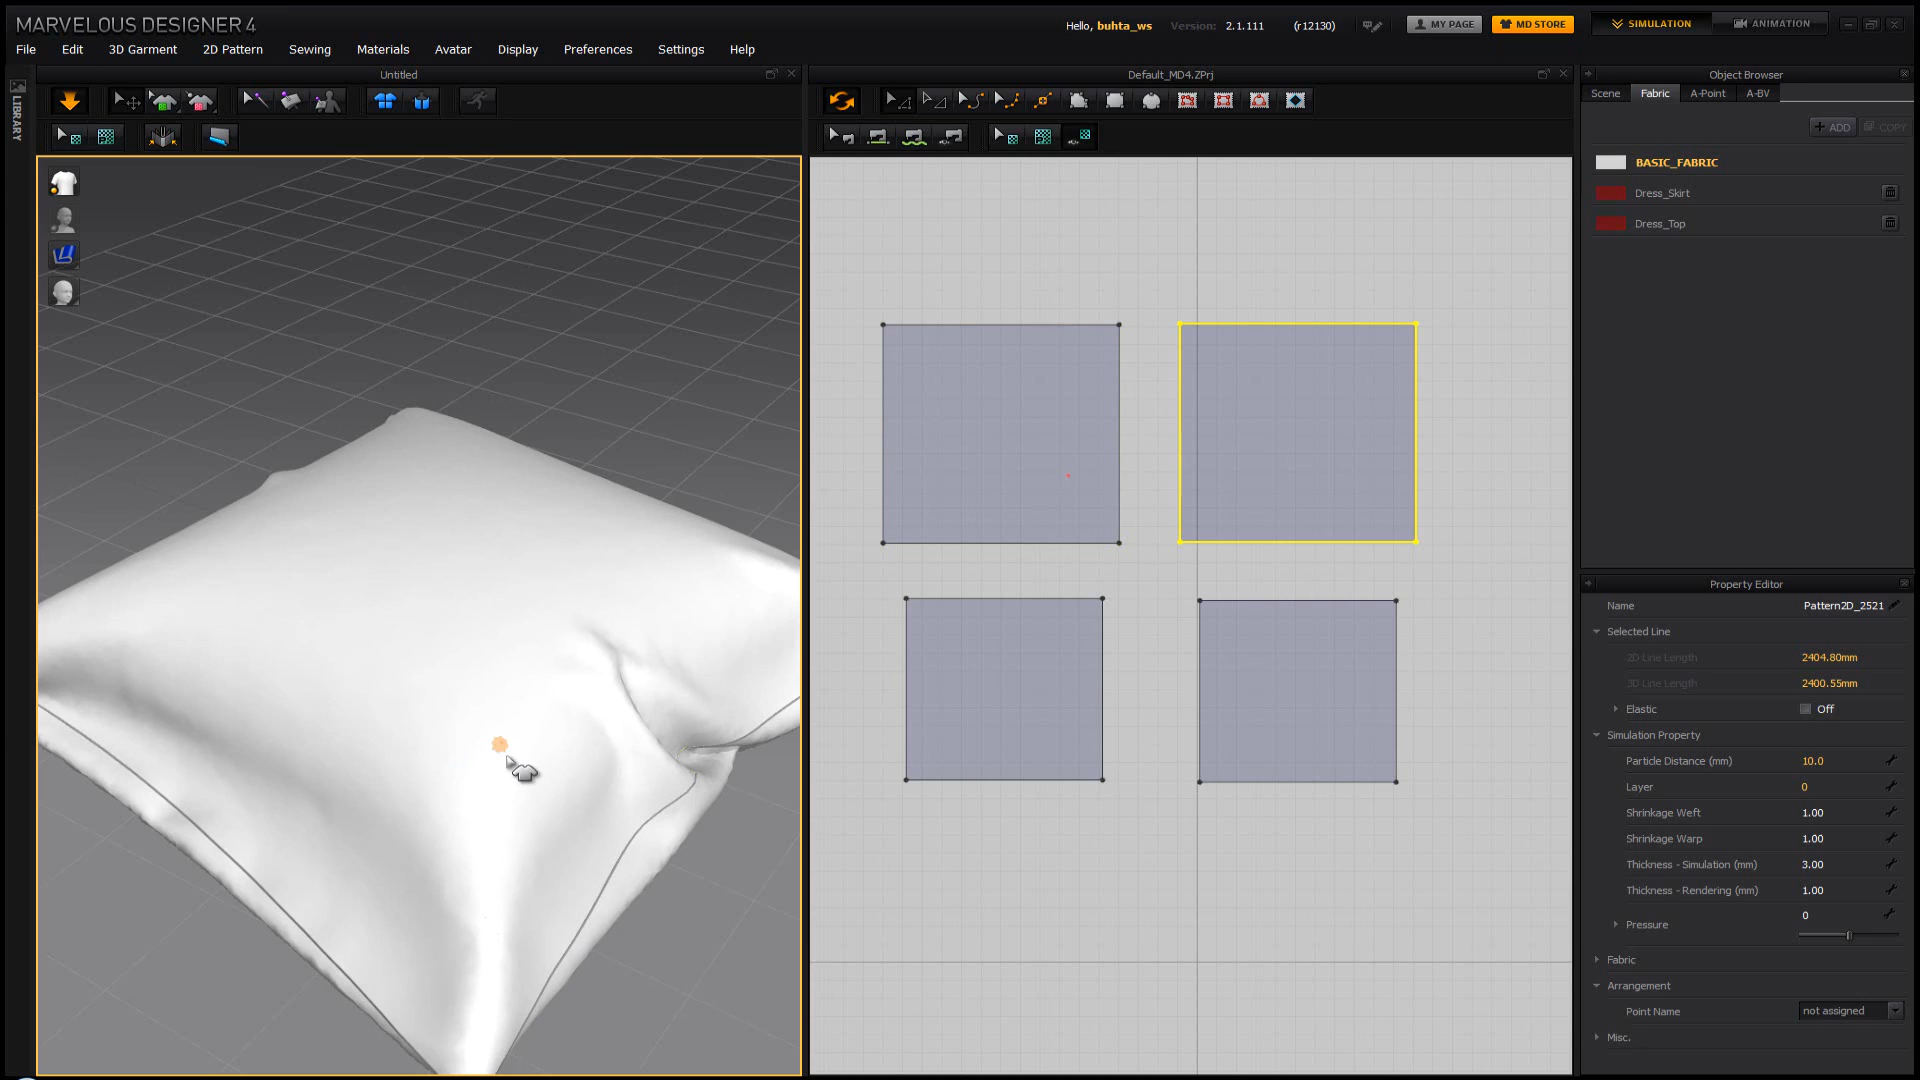 MARVELOUS DESIGNER 4
Hello, buhta_ws Version: 2.1.111 (r12130) MY PAGE MD STORE SIMULATION ANIMATION
File Edit 3D Garment 2D Pattern Sewing Materials Avatar Display Preferences Settings Help
Untitled Default_MD4.ZPrj Object Browser
LIBRARY
Scene Fabric A-Point A-BV
+ ADD COPY
BASIC_FABRIC
Dress_Skirt
Dress_Top
Property Editor
Name Pattern2D_2521
Selected Line
2D Line Length 2404.80mm
3D Line Length 2400.55mm
Elastic Off
Simulation Property
Particle Distance (mm) 10.0
Layer 0
Shrinkage Weft 1.00
Shrinkage Warp 1.00
Thickness - Simulation (mm) 3.00
Thickness - Rendering (mm) 1.00
Pressure 0
Fabric
Arrangement
Point Name not assigned
Misc.